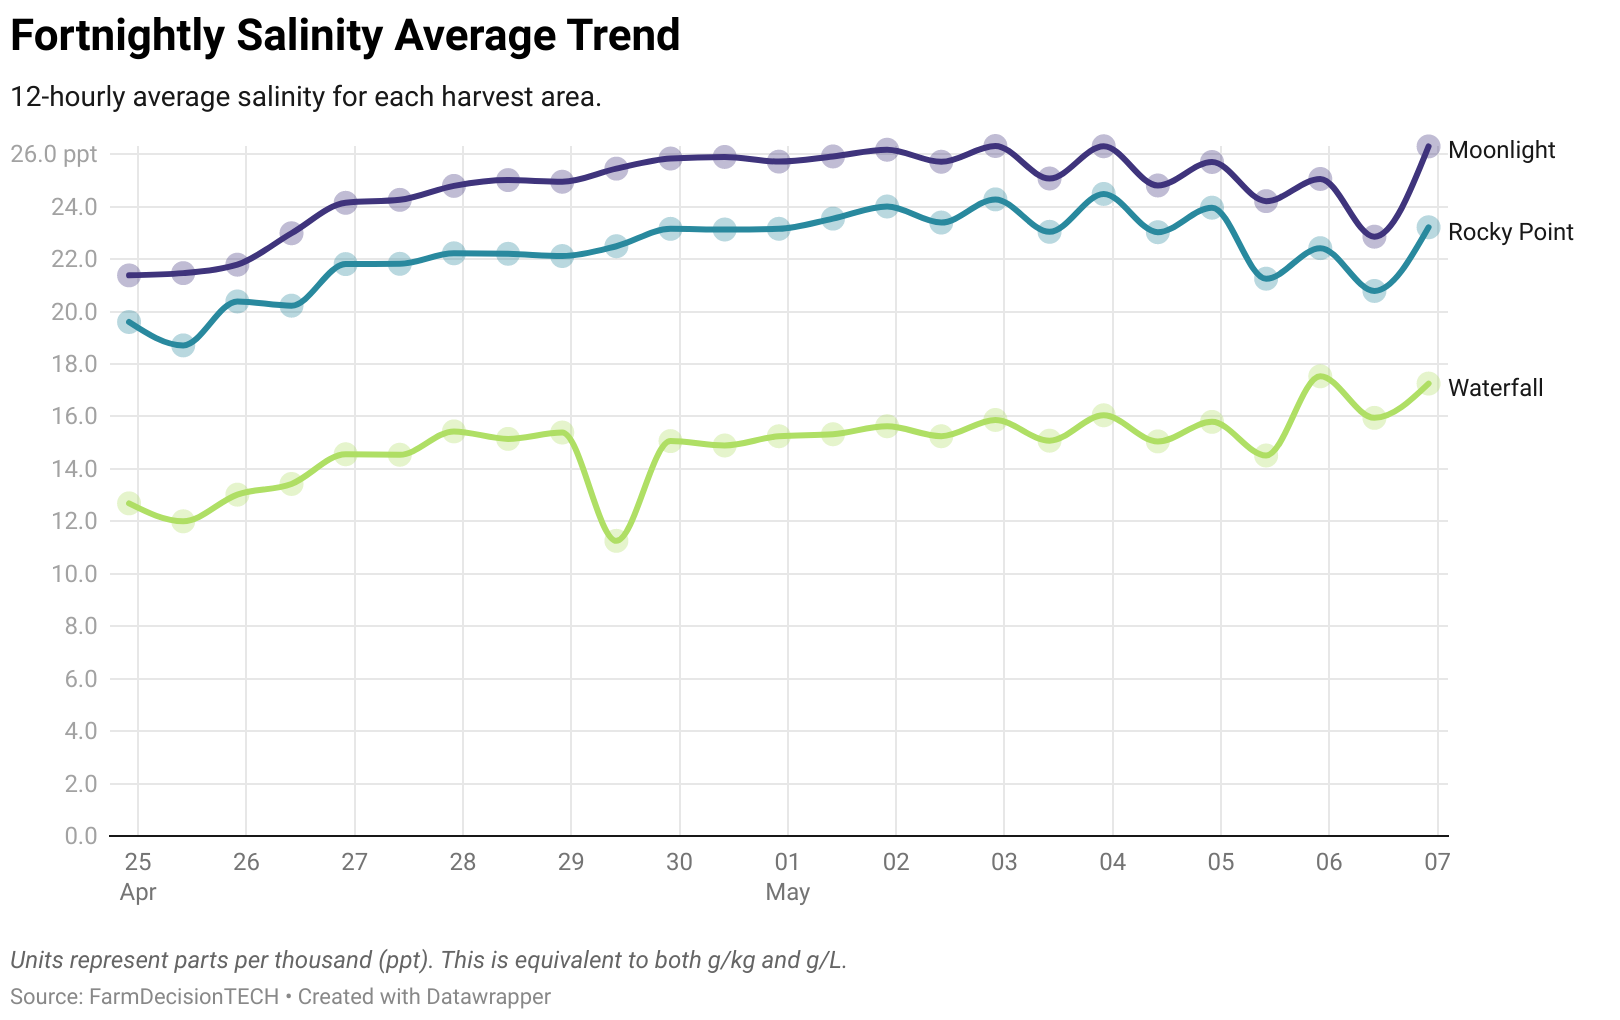 Fortnightly Salinity Average Trend
12-hourly average salinity for each harvest area.
26.0 ppt
24.0
22.0
20.0
18.0
16.0
14.0
12.0
10.0
8.0
6.0
4.0
2.0
0.0
Moonlight
Rocky Point
Waterfall
25 26 27 28 29 30 01 02 03 04 05 06 07
Apr May
Units represent parts per thousand (ppt). This is equivalent to both g/kg and g/L.
Source: FarmDecisionTECH • Created with Datawrapper